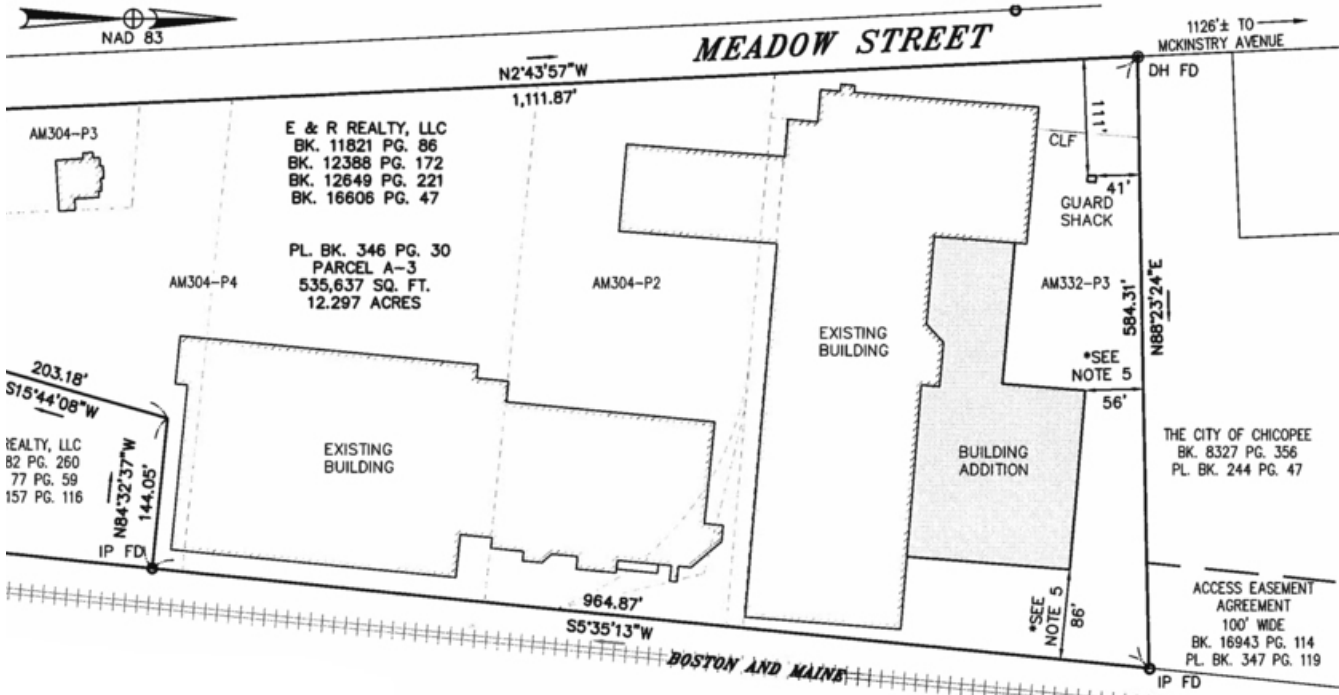 NAD 83
MEADOW STREET
1126'± TO
MCKINSTRY AVENUE
N2°43'57"W
1,111.87'
DH FD
AM304-P3
E & R REALTY, LLC
BK. 11821 PG. 86
BK. 12388 PG. 172
BK. 12649 PG. 221
BK. 16606 PG. 47
111'
CLF
41'
GUARD
SHACK
PL. BK. 346 PG. 30
PARCEL A-3
535,637 SQ. FT.
12.297 ACRES
AM304-P4
AM304-P2
AM332-P3
584.31'
N88°23'24"E
EXISTING
BUILDING
*SEE
NOTE 5
56'
203.18'
S15°44'08"W
REALTY, LLC
82 PG. 260
77 PG. 59
157 PG. 116
N84°32'37"W
144.05'
EXISTING
BUILDING
BUILDING
ADDITION
THE CITY OF CHICOPEE
BK. 8327 PG. 356
PL. BK. 244 PG. 47
IP FD
964.87'
S5°35'13"W
*SEE
NOTE 5
86'
ACCESS EASEMENT
AGREEMENT
100' WIDE
BK. 16943 PG. 114
PL. BK. 347 PG. 119
BOSTON AND MAINE
IP FD